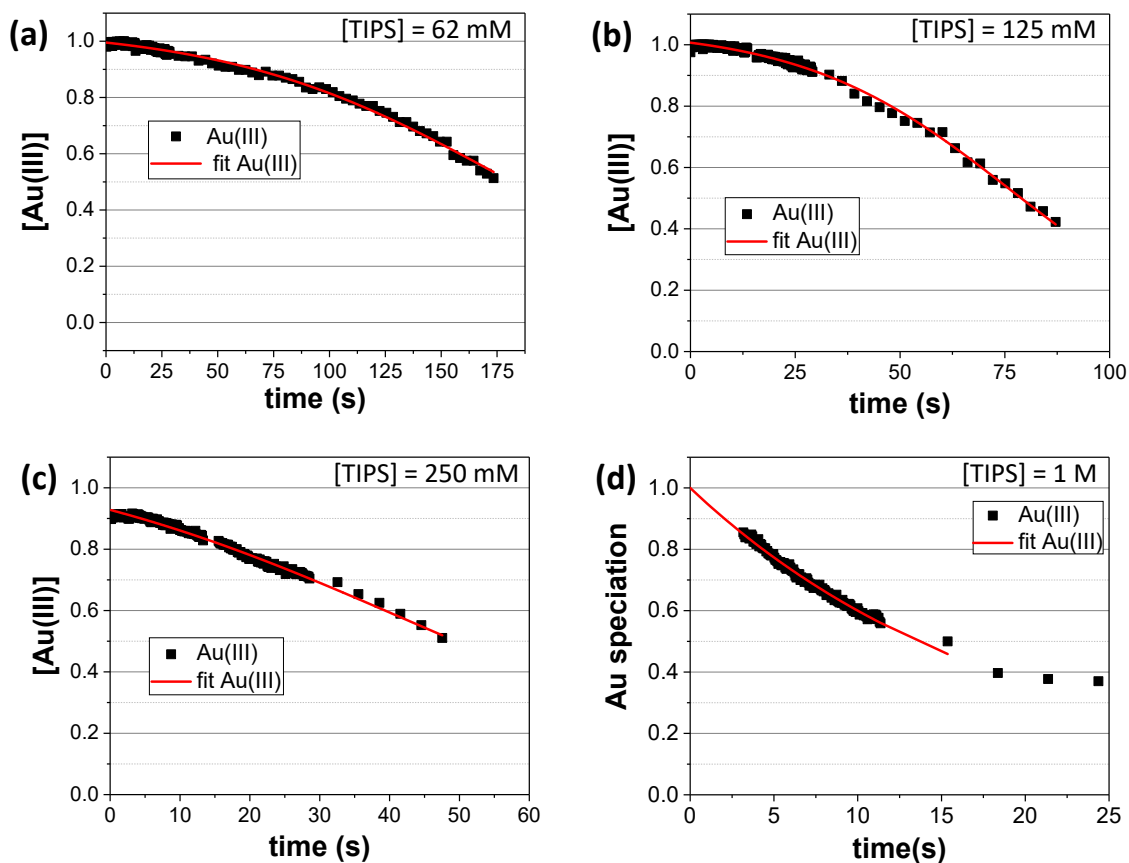 (a)
[TIPS] = 62 mM
1.0
0.8
0.6
0.4
0.2
0.0
[Au(III)]
Au(III)
fit Au(III)
0 25 50 75 100 125 150 175
time (s)
(b)
[TIPS] = 125 mM
1.0
0.8
0.6
0.4
0.2
0.0
[Au(III)]
Au(III)
fit Au(III)
0 25 50 75 100
time (s)
(c)
[TIPS] = 250 mM
1.0
0.8
0.6
0.4
0.2
0.0
[Au(III)]
Au(III)
fit Au(III)
0 10 20 30 40 50 60
time (s)
(d)
[TIPS] = 1 M
1.0
0.8
0.6
0.4
0.2
0.0
Au speciation
Au(III)
fit Au(III)
0 5 10 15 20 25
time(s)